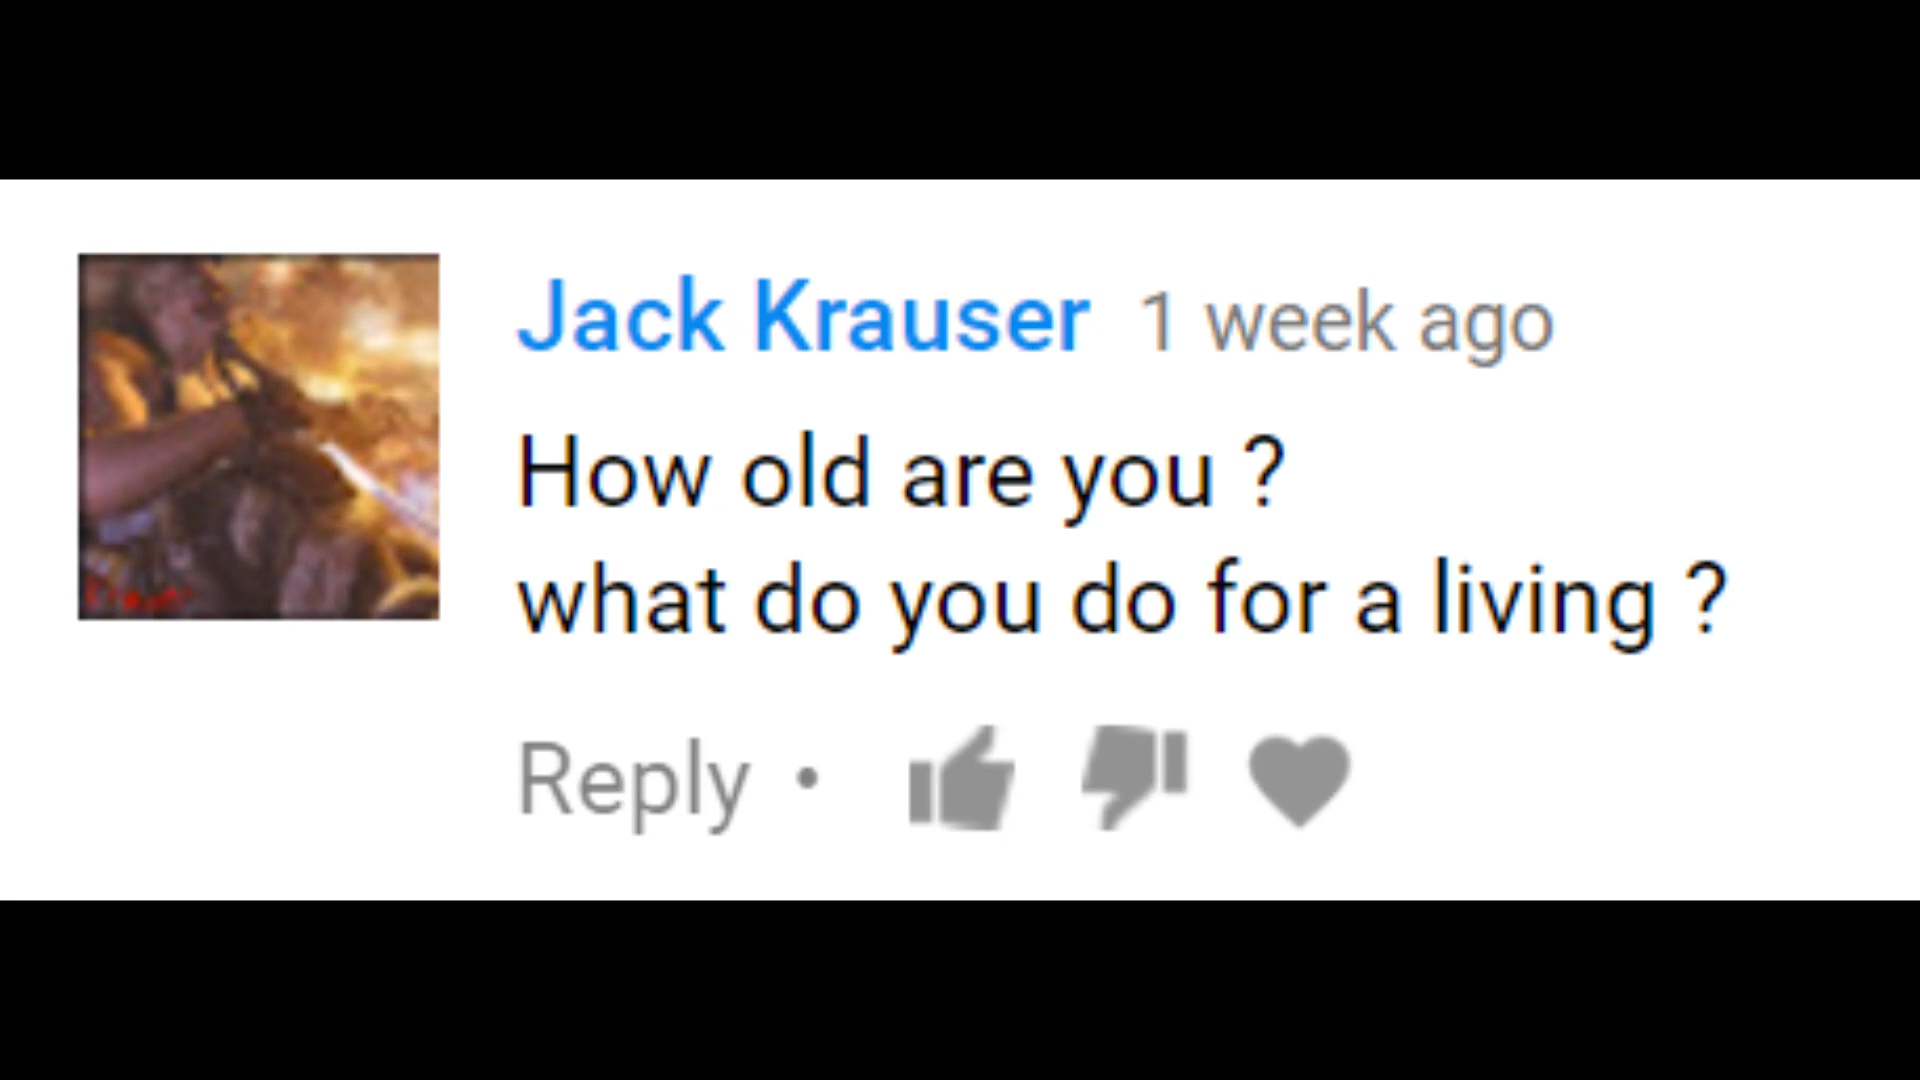 Jack Krauser 1 week ago
How old are you ?
what do you do for a living ?
Reply •